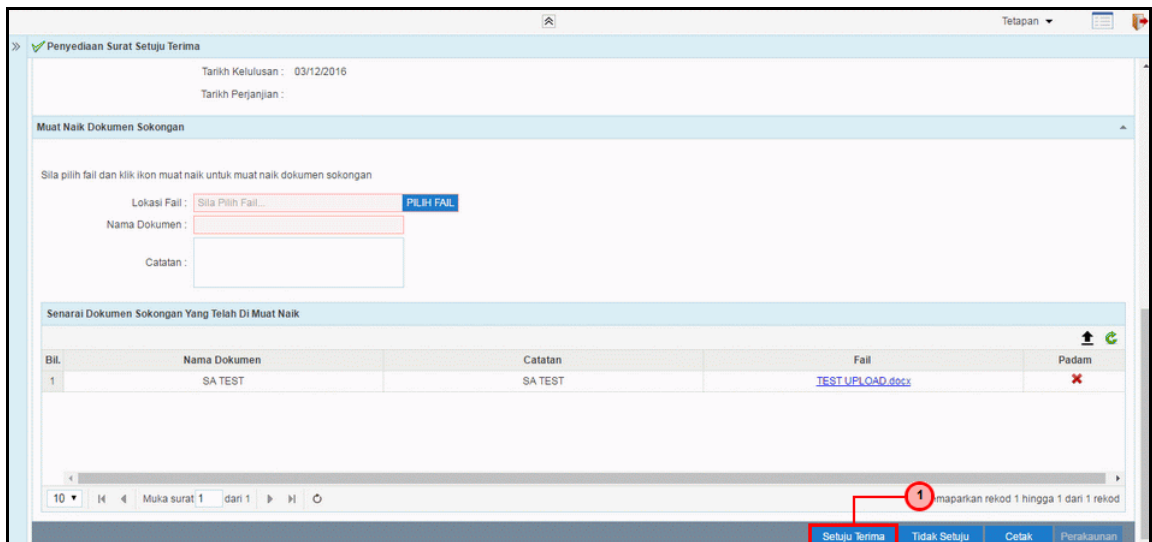 Tetapan
Penyediaan Surat Setuju Terima
Tarikh Kelulusan : 03/12/2016
Tarikh Perjanjian :
Muat Naik Dokumen Sokongan
Sila pilih fail dan klik ikon muat naik untuk muat naik dokumen sokongan
Lokasi Fail : Sila Pilih Fail... PILIH FAIL
Nama Dokumen :
Catatan :
Senarai Dokumen Sokongan Yang Telah Di Muat Naik
Bil. Nama Dokumen Catatan Fail Padam
1 SA TEST SA TEST TEST UPLOAD.docx
10 Muka surat 1 dari 1 1 maparkan rekod 1 hingga 1 dari 1 rekod
Setuju Terima Tidak Setuju Cetak Perakaunan